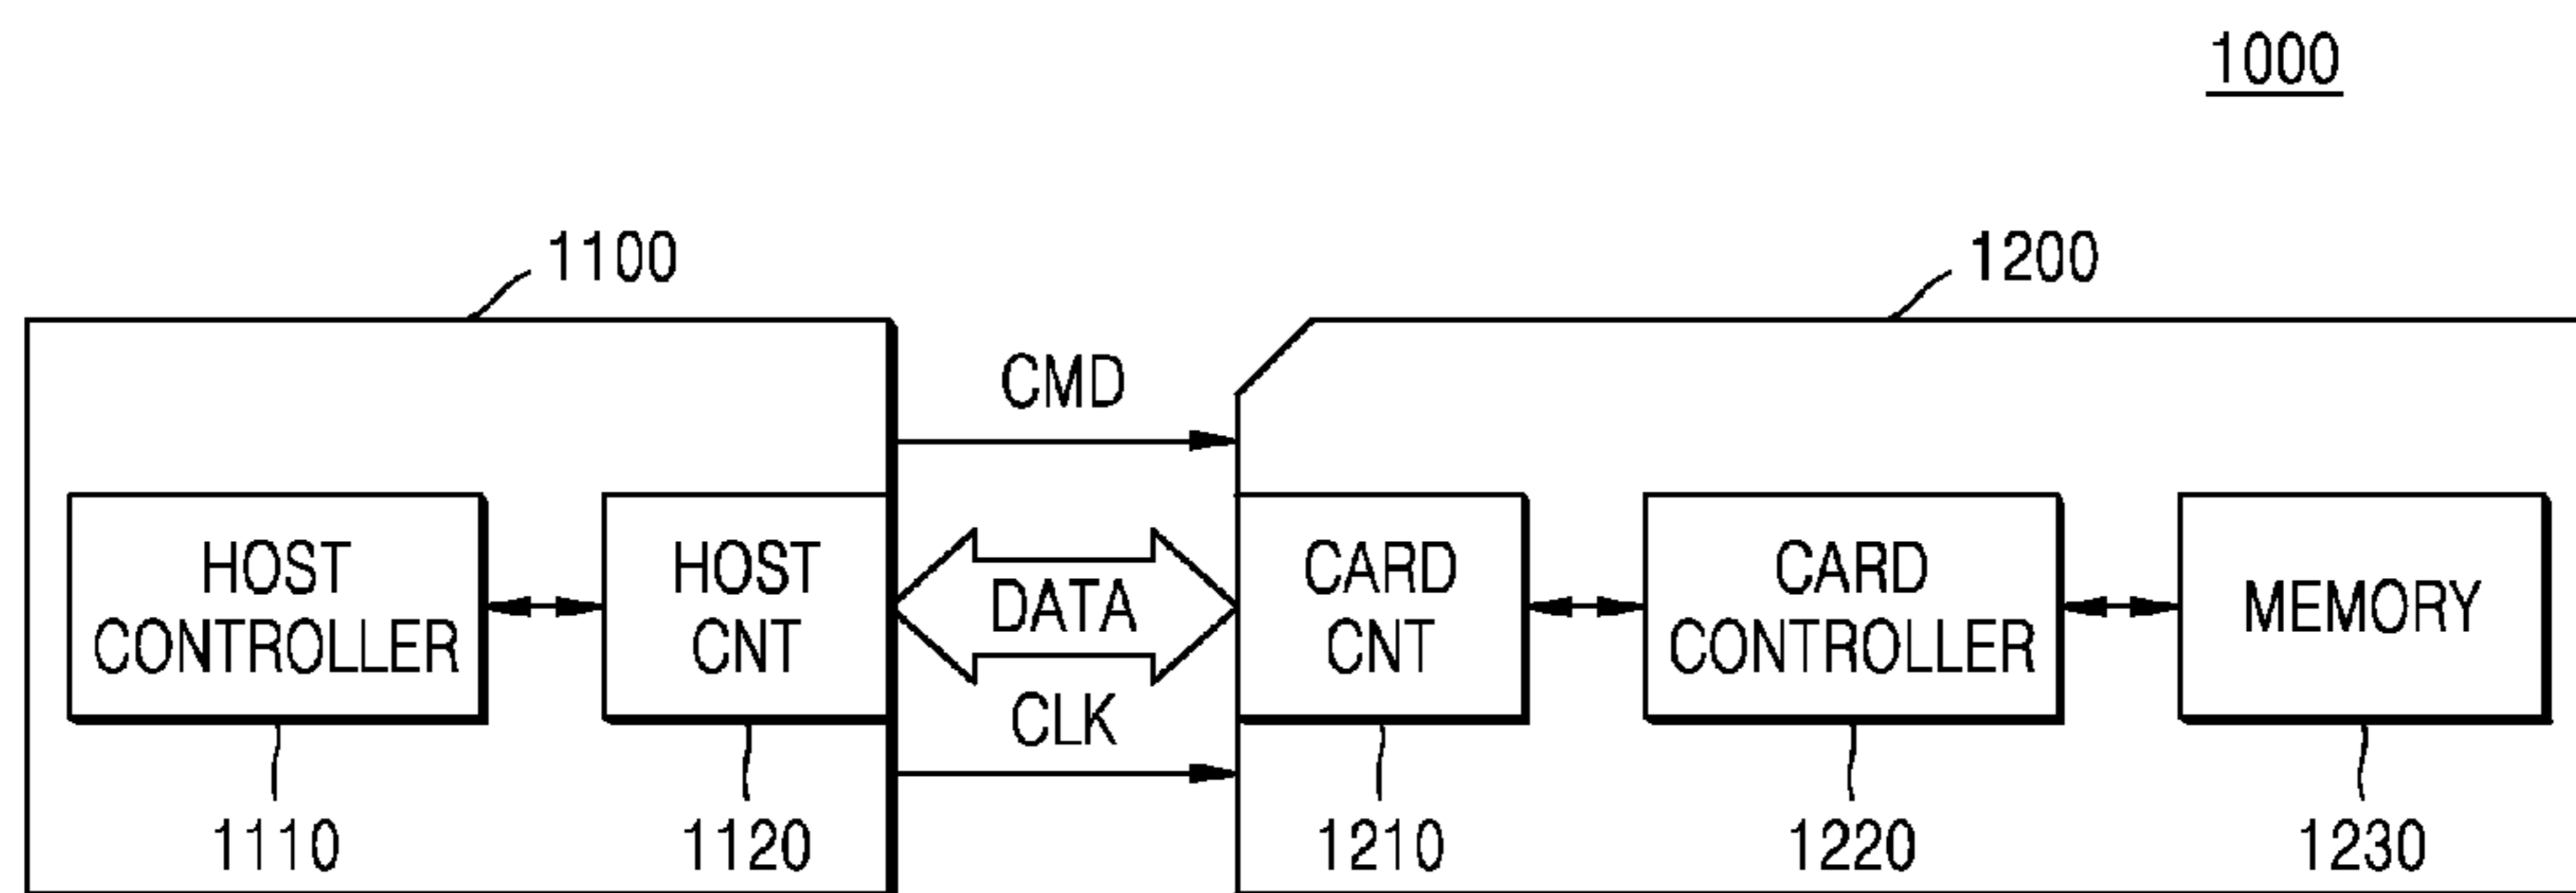 1000
1100
1200
CMD
HOST
CONTROLLER
HOST
CNT
DATA
CARD
CNT
CARD
CONTROLLER
MEMORY
CLK
1110
1120
1210
1220
1230